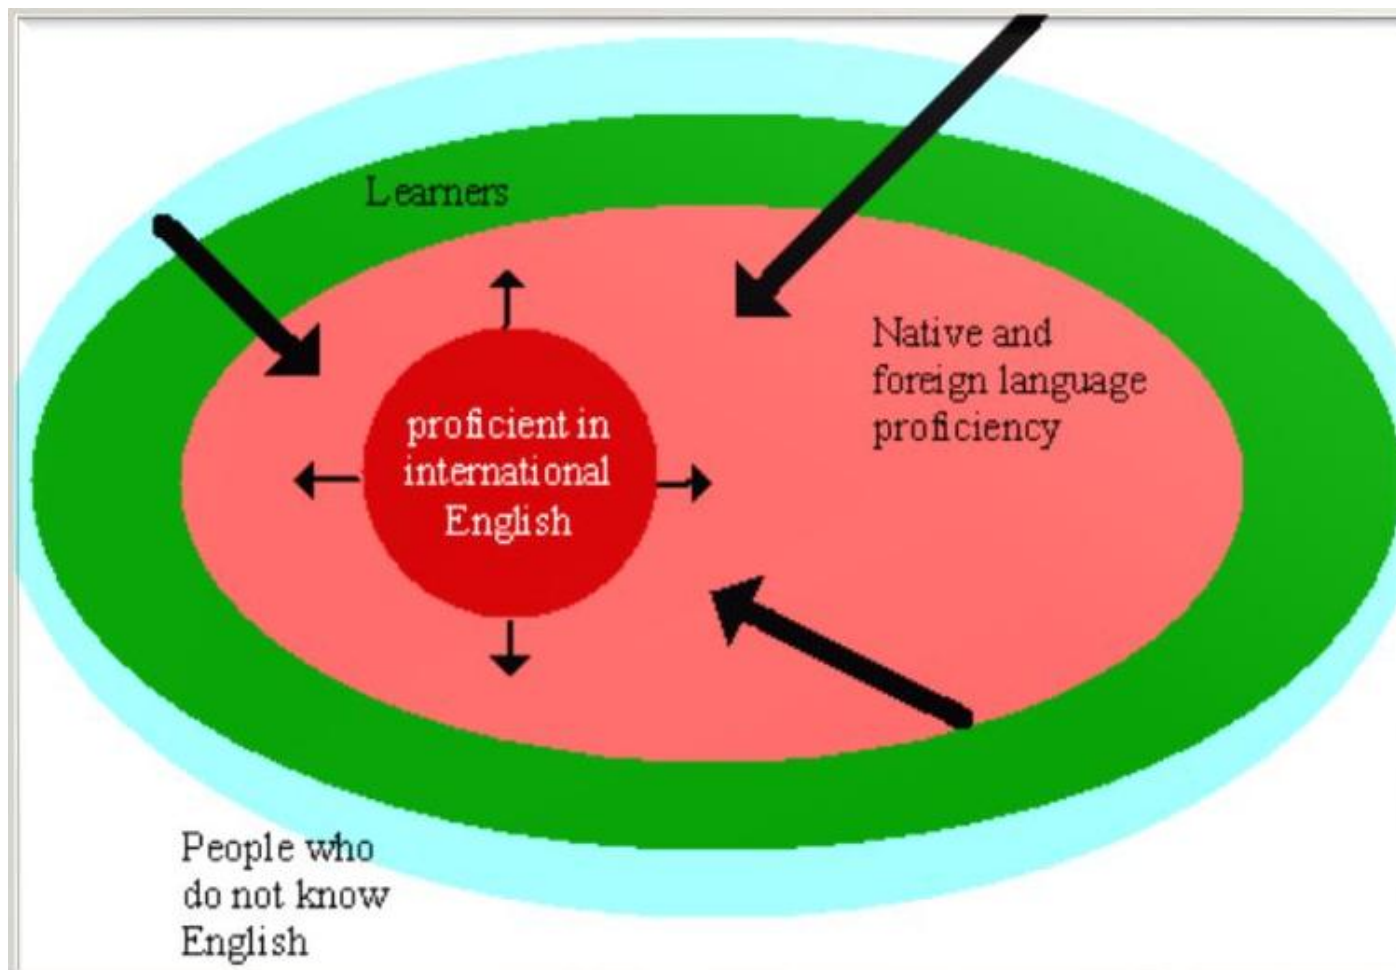 Learners
Native and
foreign language
proficiency
proficient in
international
English
People who
do not know
English